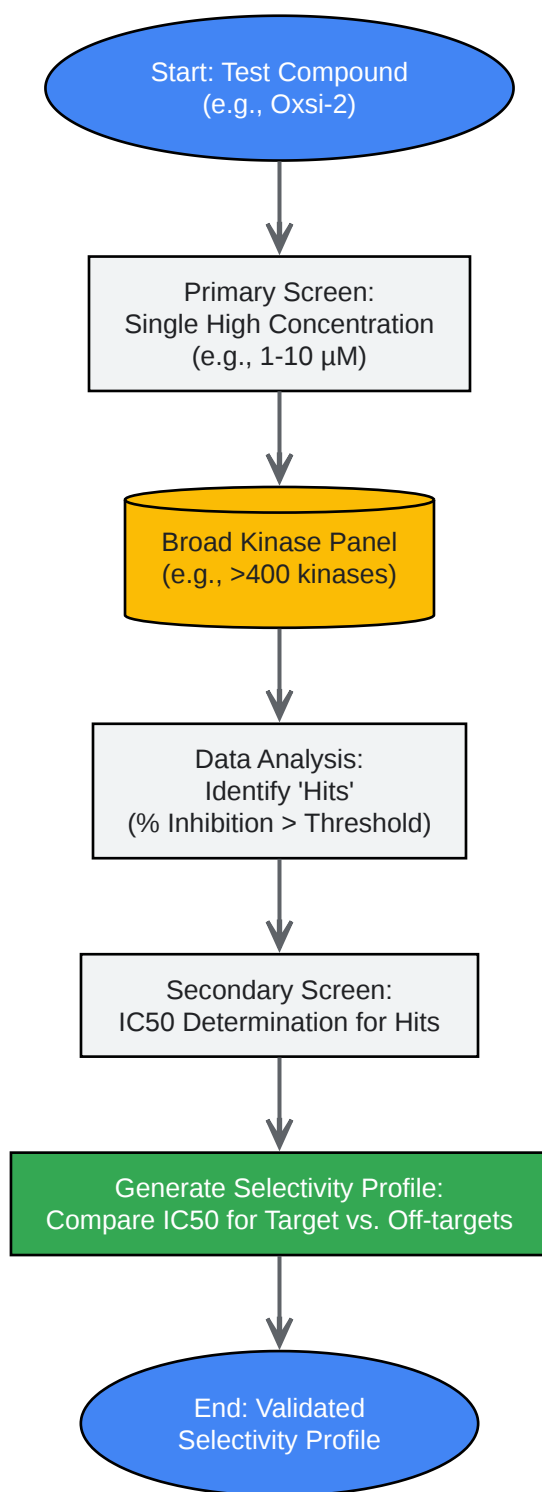 Start: Test Compound
(e.g., Oxsi-2)
Primary Screen:
Single High Concentration
(e.g., 1-10 µM)
Broad Kinase Panel
(e.g., >400 kinases)
Data Analysis:
Identify 'Hits'
(% Inhibition > Threshold)
Secondary Screen:
IC50 Determination for Hits
Generate Selectivity Profile:
Compare IC50 for Target vs. Off-targets
End: Validated
Selectivity Profile